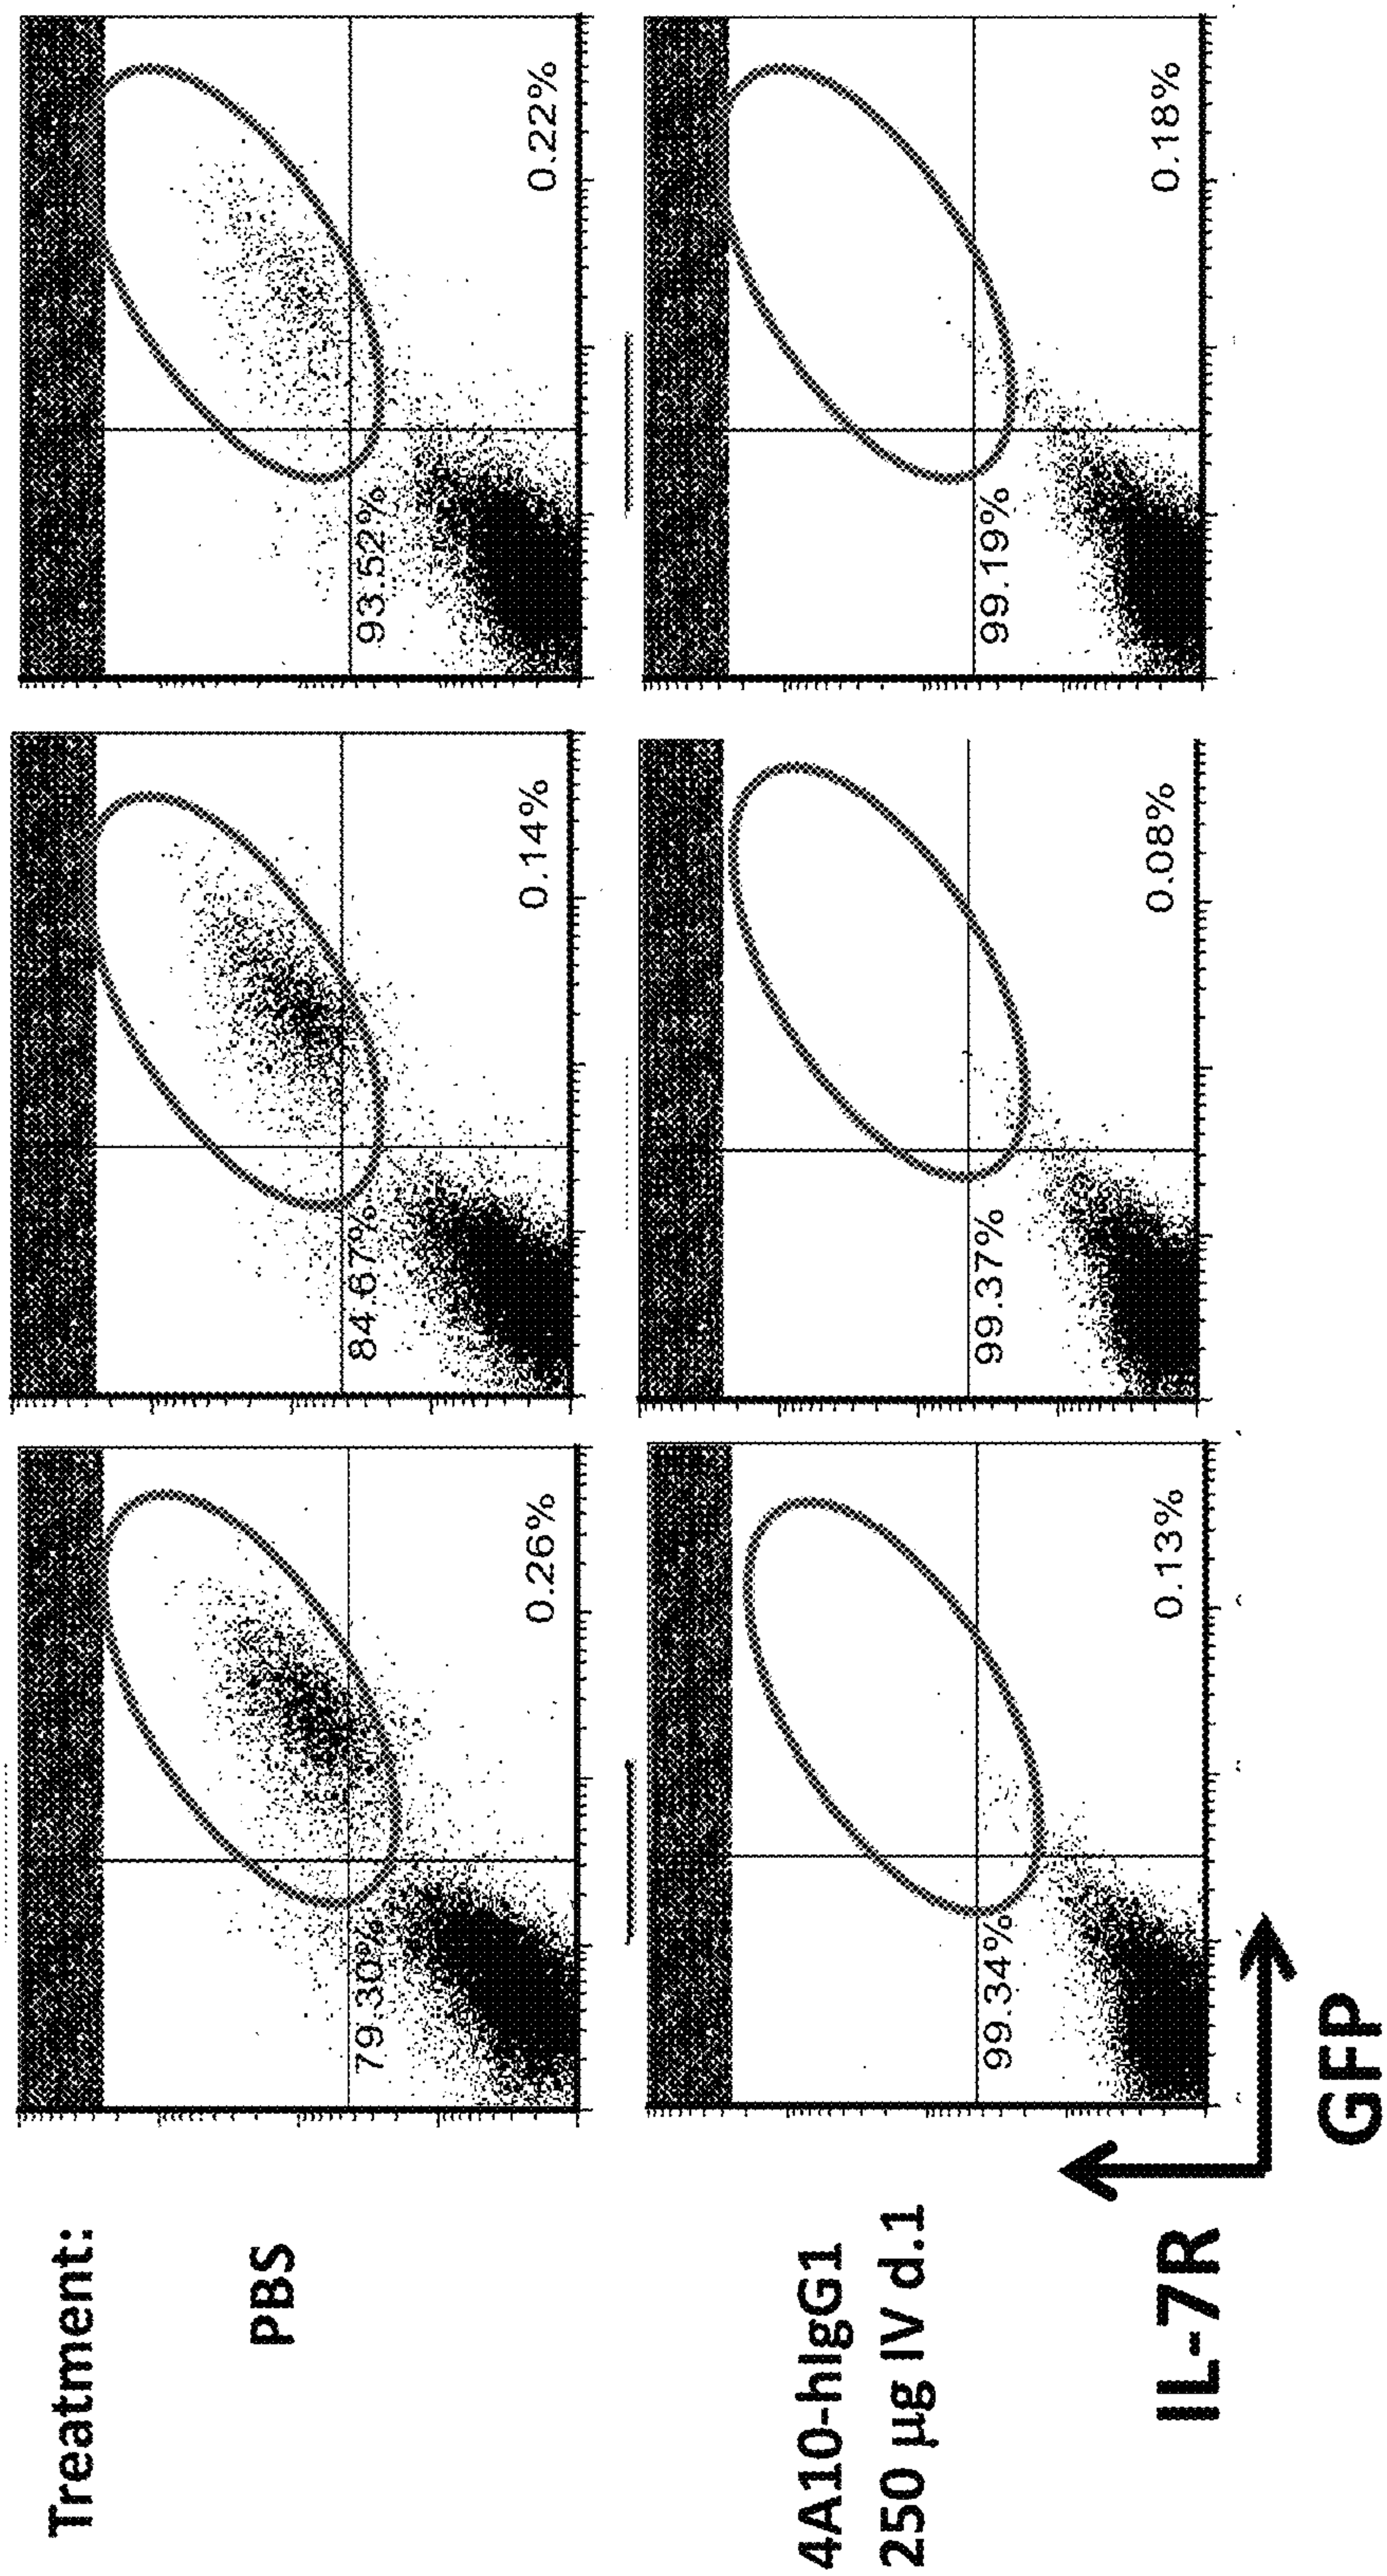 Treatment:
PBS
79.30%
0.26%
84.67%
0.14%
93.52%
0.22%
4A10-hIgG1
250 µg IV d.1
99.34%
0.13%
99.37%
0.08%
99.19%
0.18%
IL-7R
GFP